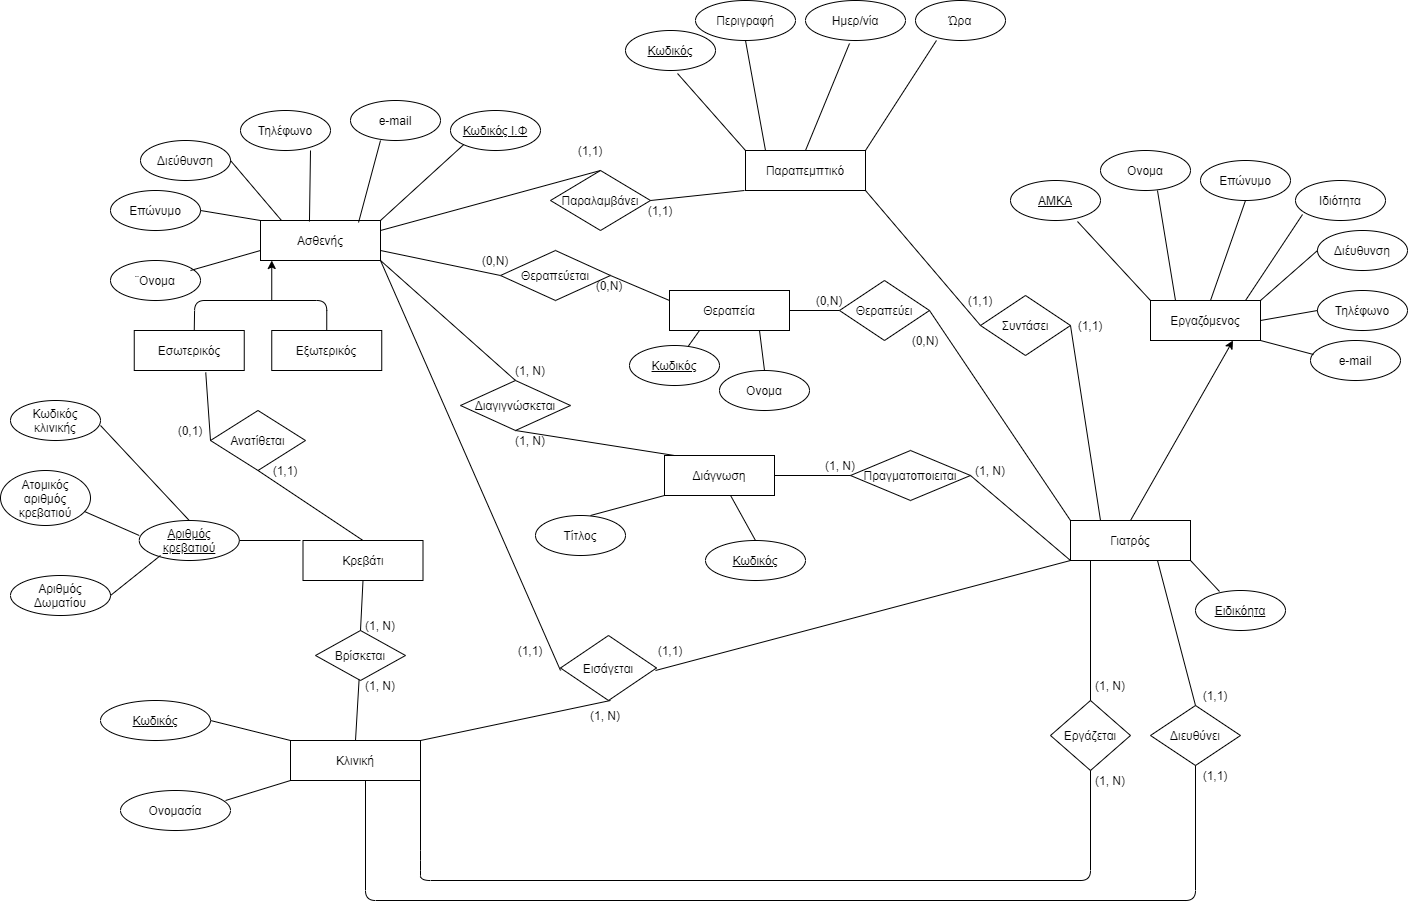 Περιγραφή
Ημερ/νία
Ώρα
Κωδικός
e-mail
Τηλέφωνο
Κωδικός Ι.Φ
Διεύθυνση
(1,1)
Παραπεμπτικό
Ονομα
Επώνυμο
ΑΜΚΑ
Ιδιότητα
Επώνυμο
Παραλαμβάνει
(1,1)
Ασθενής
Διέυθυνση
(0,N)
Θεραπεύεται
(0,N)
¨Ονομα
Θεραπεία
(0,N)
Θεραπεύει
(0,N)
(1,1)
Συντάσει
(1,1)
Εργαζόμενος
Τηλέφωνο
e-mail
Εσωτερικός
Εξωτερικός
Κωδικός
Ονομα
(1, N)
Διαγιγνώσκεται
(1, N)
Κωδικός
κλινικής
(0,1)
Ανατίθεται
(1,1)
Διάγνωση
(1, N)
Πραγματοποιειται
(1, N)
Ατομικός
αριθμός
κρεβατιού
Αριθμός
κρεβατιού
Τίτλος
Κωδικός
Γιατρός
Κρεβάτι
Αριθμός
Δωματίου
Ειδικόητα
(1, N)
Βρίσκεται
(1, N)
(1,1)
Εισάγεται
(1,1)
(1, N)
(1, N)
(1,1)
Κωδικός
Εργάζεται
Διευθύνει
Κλινική
(1, N)
(1,1)
Ονομασία